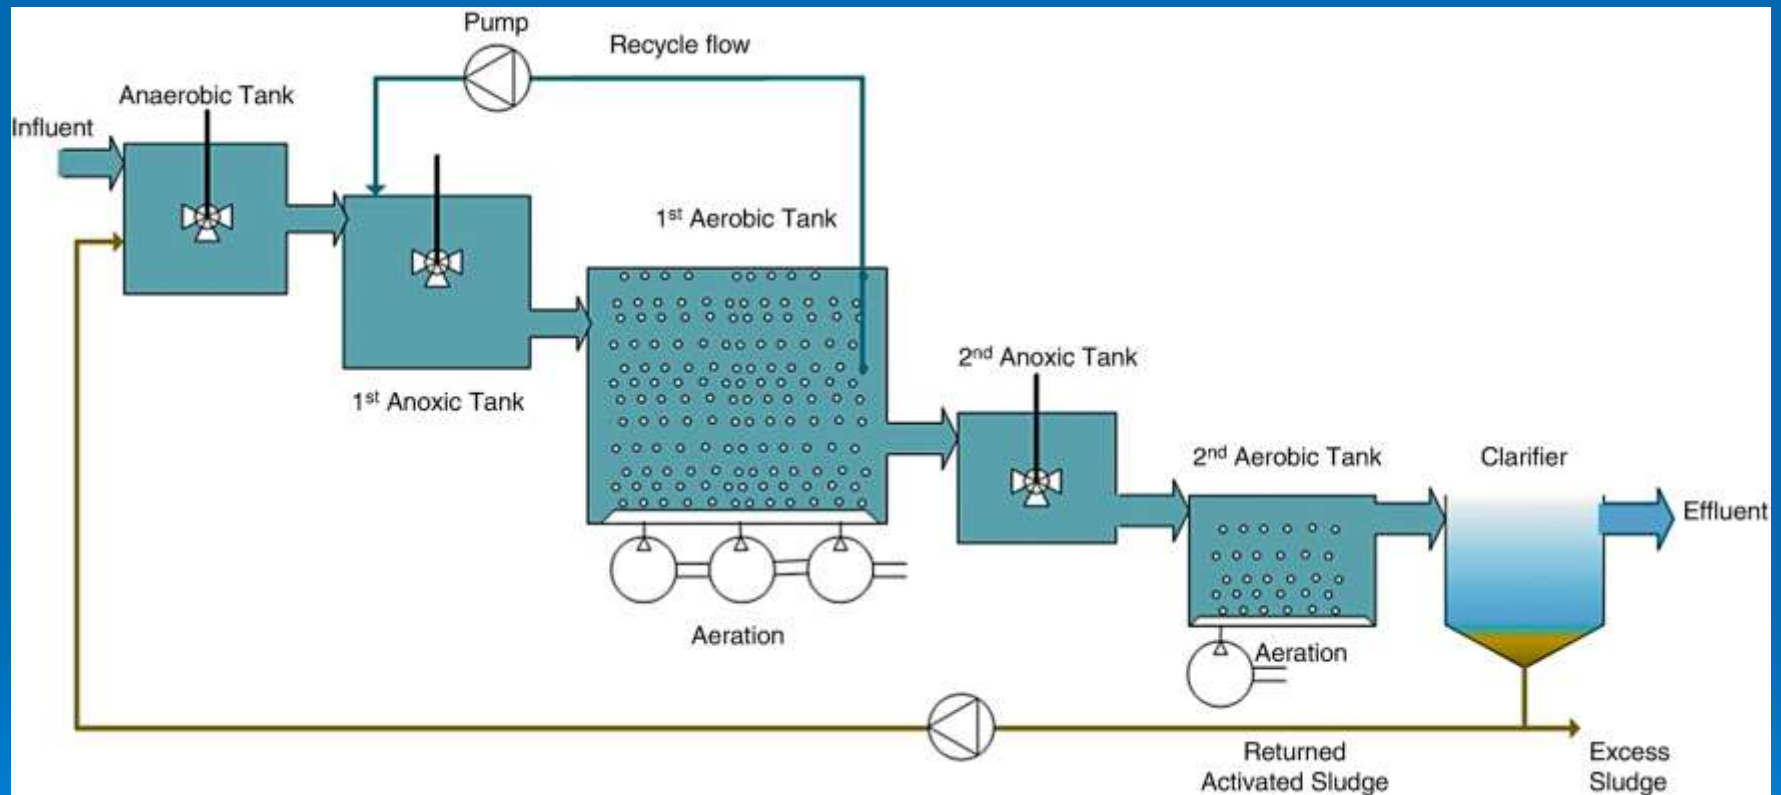 Pump
Recycle flow
Anaerobic Tank
Influent
1st Aerobic Tank
2nd Anoxic Tank
1st Anoxic Tank
2nd Aerobic Tank
Clarifier
Effluent
Aeration
Aeration
Returned
Activated Sludge
Excess
Sludge